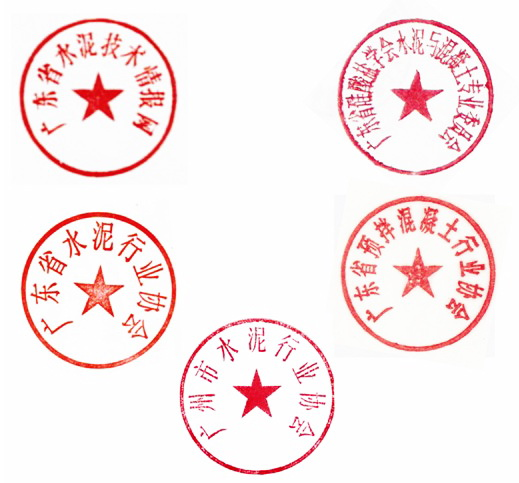 广东省水泥技术情报网
广东省硅酸盐学会水泥与混凝土专业委员会
广东省水泥行业协会
广东省预拌混凝土行业协会
广州市水泥行业协会